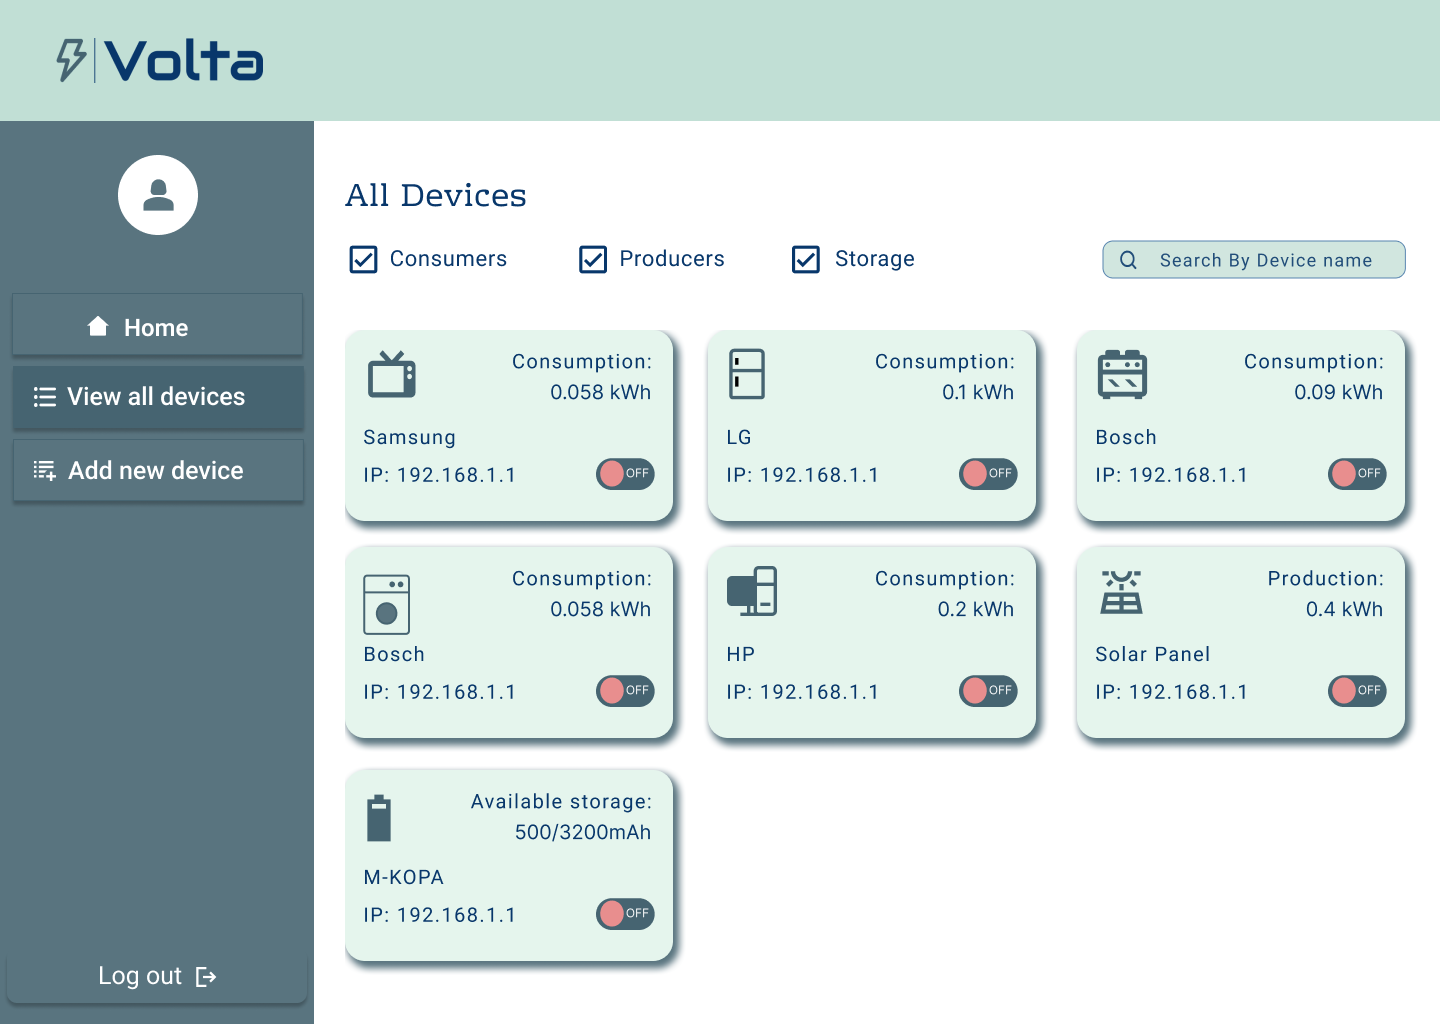 Volta
Home
View all devices
Add new device
Log out
All Devices
Consumers
Producers
Storage
Search By Device name
Consumption:
0.058 kWh
Samsung
IP: 192.168.1.1
OFF
Consumption:
0.1 kWh
LG
IP: 192.168.1.1
OFF
Consumption:
0.09 kWh
Bosch
IP: 192.168.1.1
OFF
Consumption:
0.058 kWh
Bosch
IP: 192.168.1.1
OFF
Consumption:
0.2 kWh
HP
IP: 192.168.1.1
OFF
Production:
0.4 kWh
Solar Panel
IP: 192.168.1.1
OFF
Available storage:
500/3200mAh
M-KOPA
IP: 192.168.1.1
OFF